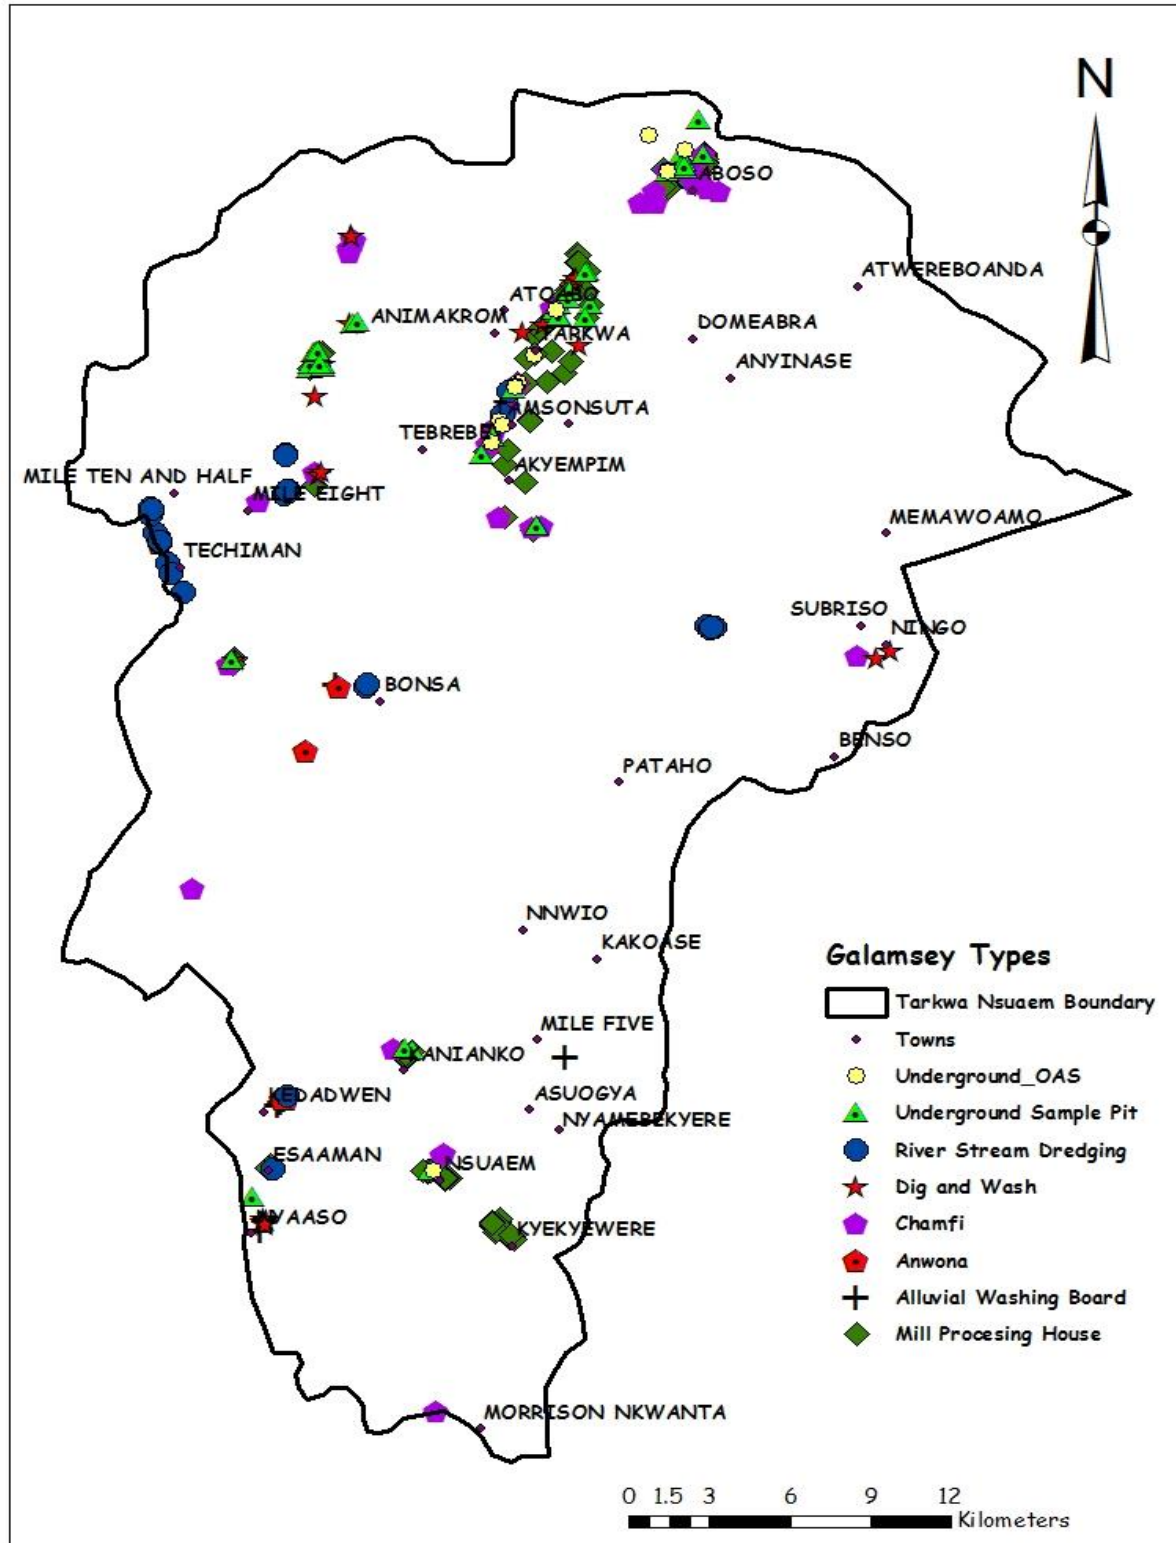 N
ABOSO
ATWEREBOANDA
ATOABO
ANIMAKROM
DOMEABRA
TARKWA
ANYINASE
TAMSONSUTA
TEBREBE
AKYEMPIM
MILE TEN AND HALF
MILE EIGHT
MEMAWOAMO
TECHIMAN
SUBRISO
NINGO
BONSA
BENSO
PATAHO
NNWIO
KAKOASE
MILE FIVE
KANIANKO
KEDADWEN
ASUOGYA
NYAMEBEKYERE
ESAAMAN
NSUAEM
KYEKYEWERE
MORRISON NKWANTA
Galamsey Types
Tarkwa Nsuaem Boundary
Towns
Underground_OAS
Underground Sample Pit
River Stream Dredging
Dig and Wash
Chamfi
Anwona
Alluvial Washing Board
Mill Procesing House
0 1.5 3 6 9 12
Kilometers